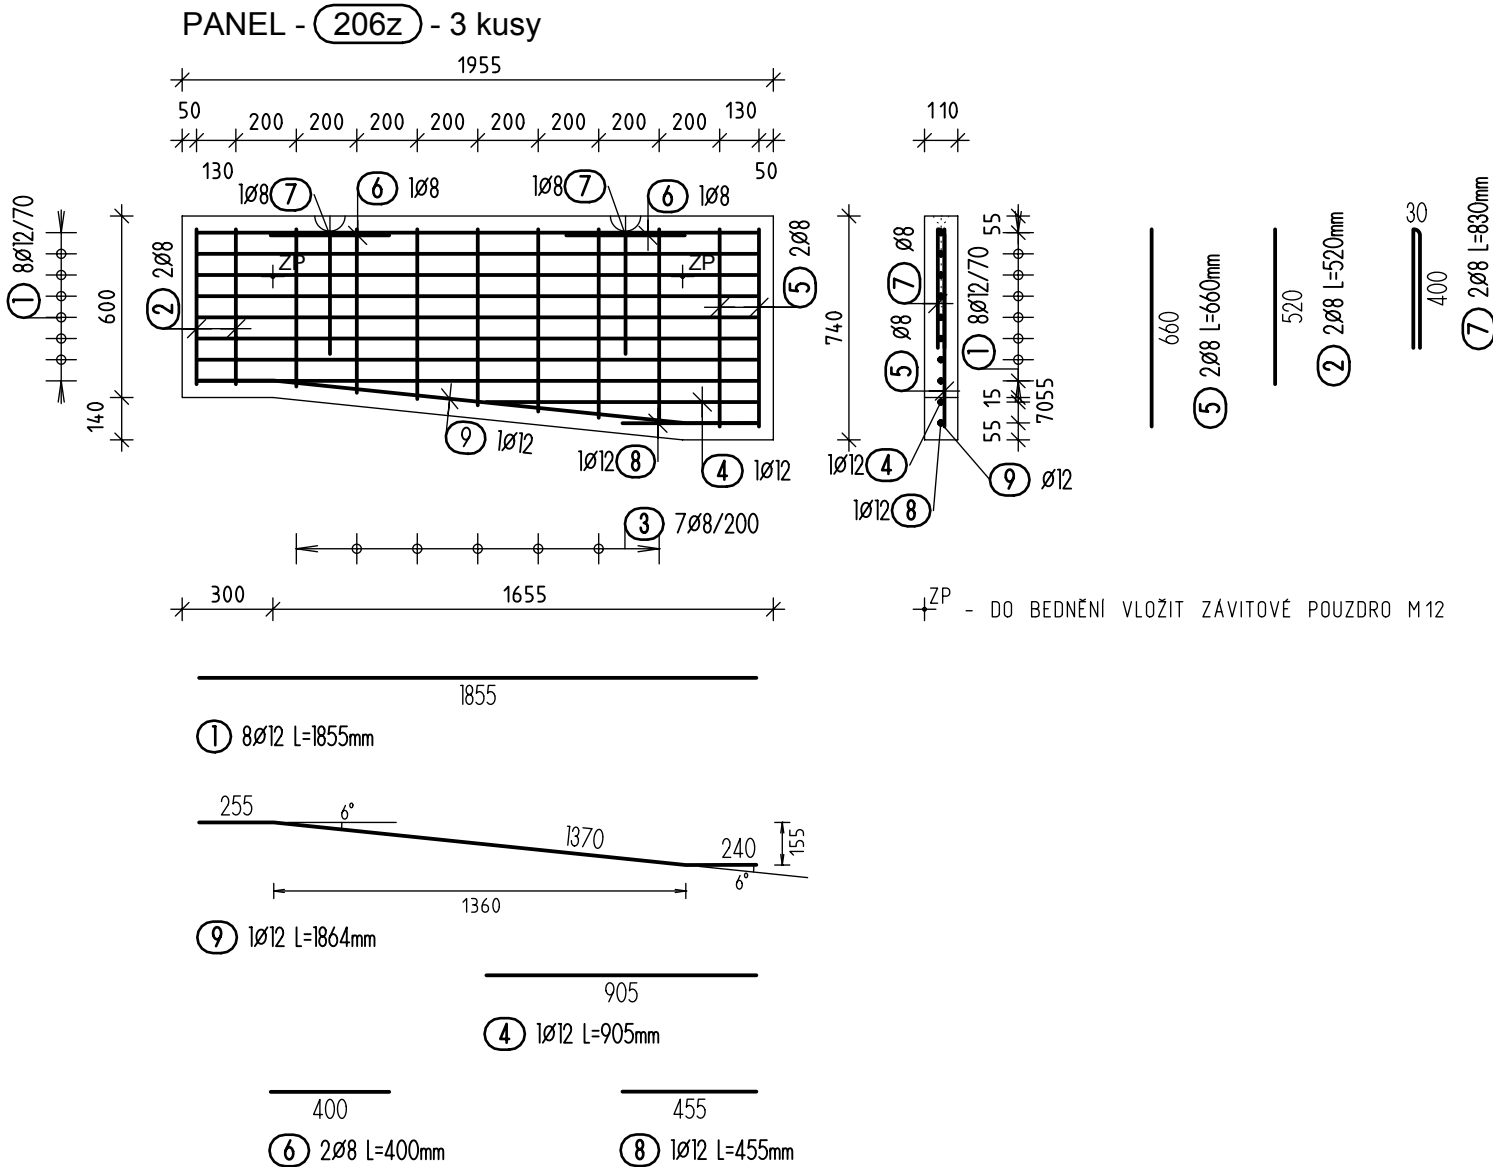 PANEL - 206z - 3 kusy
1955
50 200 200 200 200 200 200 200 200 130
130 50
110
1Ø8 7 6 1Ø8 1Ø8 7 6 1Ø8
1 8Ø12/70
600
140
2 2Ø8
ZP ZP
5 2Ø8
740
9 1Ø12
1Ø12 8
4 1Ø12
3 7Ø8/200
300 1655
7 Ø8
5 Ø8
1 8Ø12/70
55
15
55
7055
1Ø12 4
9 Ø12
1Ø12 8
660
5 2Ø8 L=660mm
520
2 2Ø8 L=520mm
30
400
7 2Ø8 L=830mm
ZP - DO BEDNĚNÍ VLOŽIT ZÁVITOVÉ POUZDRO M12
1855
1 8Ø12 L=1855mm
255 6° 1370 240 155
6°
1360
9 1Ø12 L=1864mm
905
4 1Ø12 L=905mm
400 455
6 2Ø8 L=400mm 8 1Ø12 L=455mm